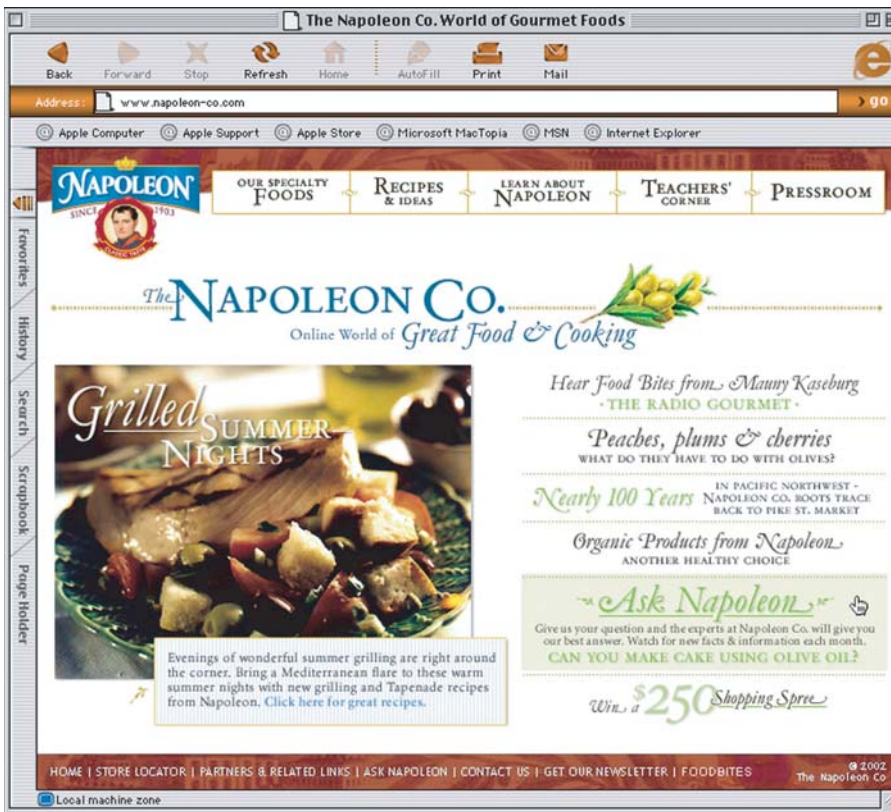 The Napoleon Co. World of Gourmet Foods
Back Forward Stop Refresh Home AutoFill Print Mail
Address: www.napoleon-co.com go
Apple Computer Apple Support Apple Store Microsoft MacTopia MSN Internet Explorer
NAPOLEON
SINCE 1903
CLASSIC TASTE
OUR SPECIALTY
FOODS
RECIPES
& IDEAS
LEARN ABOUT
NAPOLEON
TEACHERS'
CORNER
PRESSROOM
Favorites
History
Search
Scrapbook
Page Holder
The NAPOLEON CO.
Online World of Great Food & Cooking
Grilled SUMMER
NIGHTS
Evenings of wonderful summer grilling are right around
the corner. Bring a Mediterranean flare to these warm
summer nights with new grilling and Tapenade recipes
from Napoleon. Click here for great recipes.
Hear Food Bites from Mauny Kaseburg
· THE RADIO GOURMET ·
Peaches, plums & cherries
WHAT DO THEY HAVE TO DO WITH OLIVES?
Nearly 100 Years
IN PACIFIC NORTHWEST -
NAPOLEON CO. ROOTS TRACE
BACK TO PIKE ST. MARKET
Organic Products from Napoleon
ANOTHER HEALTHY CHOICE
Ask Napoleon
Give us your question and the experts at Napoleon Co. will give you
our best answer. Watch for new facts & information each month.
CAN YOU MAKE CAKE USING OLIVE OIL?
Win a $250 Shopping Spree
HOME | STORE LOCATOR | PARTNERS & RELATED LINKS | ASK NAPOLEON | CONTACT US | GET OUR NEWSLETTER | FOODBITES
© 2002
The Napoleon Co
Local machine zone